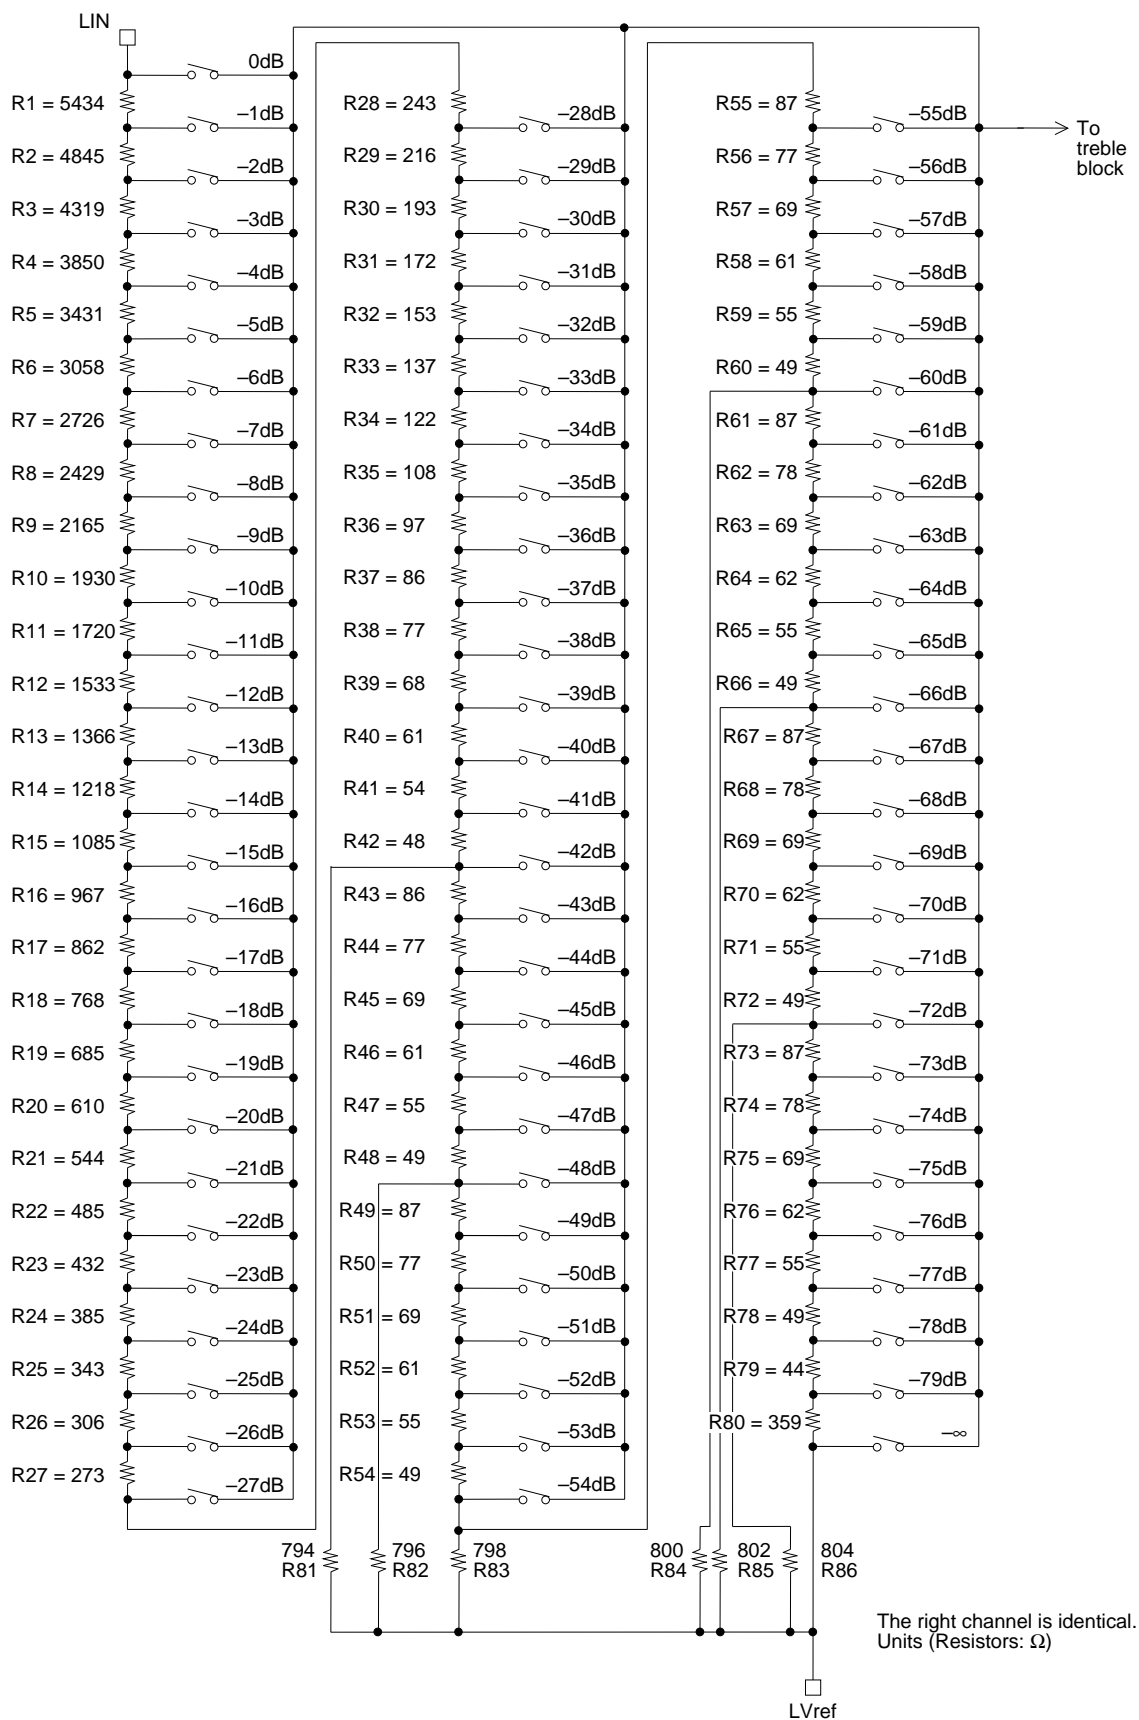 LIN
0dB
R1 = 5434
–1dB
R2 = 4845
–2dB
R3 = 4319
–3dB
R4 = 3850
–4dB
R5 = 3431
–5dB
R6 = 3058
–6dB
R7 = 2726
–7dB
R8 = 2429
–8dB
R9 = 2165
–9dB
R10 = 1930
–10dB
R11 = 1720
–11dB
R12 = 1533
–12dB
R13 = 1366
–13dB
R14 = 1218
–14dB
R15 = 1085
–15dB
R16 = 967
–16dB
R17 = 862
–17dB
R18 = 768
–18dB
R19 = 685
–19dB
R20 = 610
–20dB
R21 = 544
–21dB
R22 = 485
–22dB
R23 = 432
–23dB
R24 = 385
–24dB
R25 = 343
–25dB
R26 = 306
–26dB
R27 = 273
–27dB
R28 = 243
–28dB
R29 = 216
–29dB
R30 = 193
–30dB
R31 = 172
–31dB
R32 = 153
–32dB
R33 = 137
–33dB
R34 = 122
–34dB
R35 = 108
–35dB
R36 = 97
–36dB
R37 = 86
–37dB
R38 = 77
–38dB
R39 = 68
–39dB
R40 = 61
–40dB
R41 = 54
–41dB
R42 = 48
–42dB
R43 = 86
–43dB
R44 = 77
–44dB
R45 = 69
–45dB
R46 = 61
–46dB
R47 = 55
–47dB
R48 = 49
–48dB
R49 = 87
–49dB
R50 = 77
–50dB
R51 = 69
–51dB
R52 = 61
–52dB
R53 = 55
–53dB
R54 = 49
–54dB
R55 = 87
–55dB
To
treble
block
R56 = 77
–56dB
R57 = 69
–57dB
R58 = 61
–58dB
R59 = 55
–59dB
R60 = 49
–60dB
R61 = 87
–61dB
R62 = 78
–62dB
R63 = 69
–63dB
R64 = 62
–64dB
R65 = 55
–65dB
R66 = 49
–66dB
R67 = 87
–67dB
R68 = 78
–68dB
R69 = 69
–69dB
R70 = 62
–70dB
R71 = 55
–71dB
R72 = 49
–72dB
R73 = 87
–73dB
R74 = 78
–74dB
R75 = 69
–75dB
R76 = 62
–76dB
R77 = 55
–77dB
R78 = 49
–78dB
R79 = 44
–79dB
R80 = 359
–∞
794
R81
796
R82
798
R83
800
R84
802
R85
804
R86
The right channel is identical.
Units (Resistors: Ω)
LVref